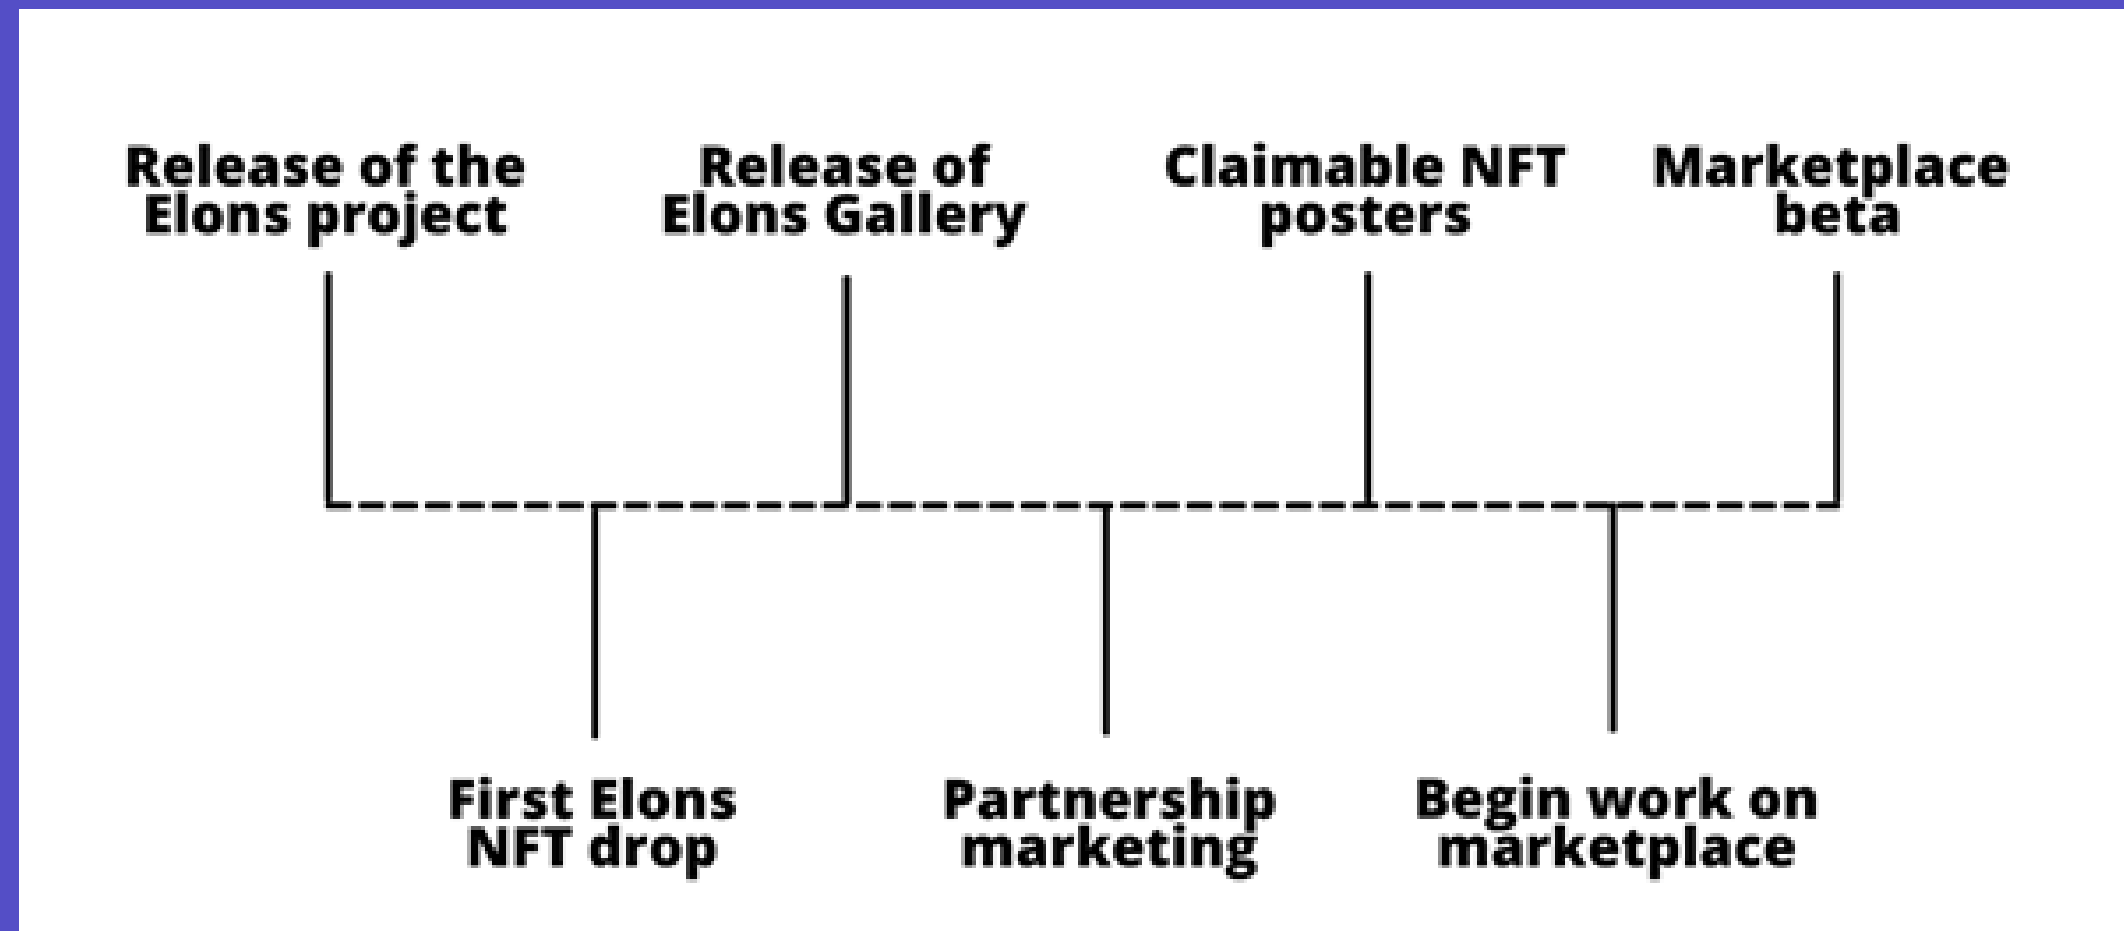 Release of the
Elons project
Release of
Elons Gallery
Claimable NFT
posters
Marketplace
beta
First Elons
NFT drop
Partnership
marketing
Begin work on
marketplace